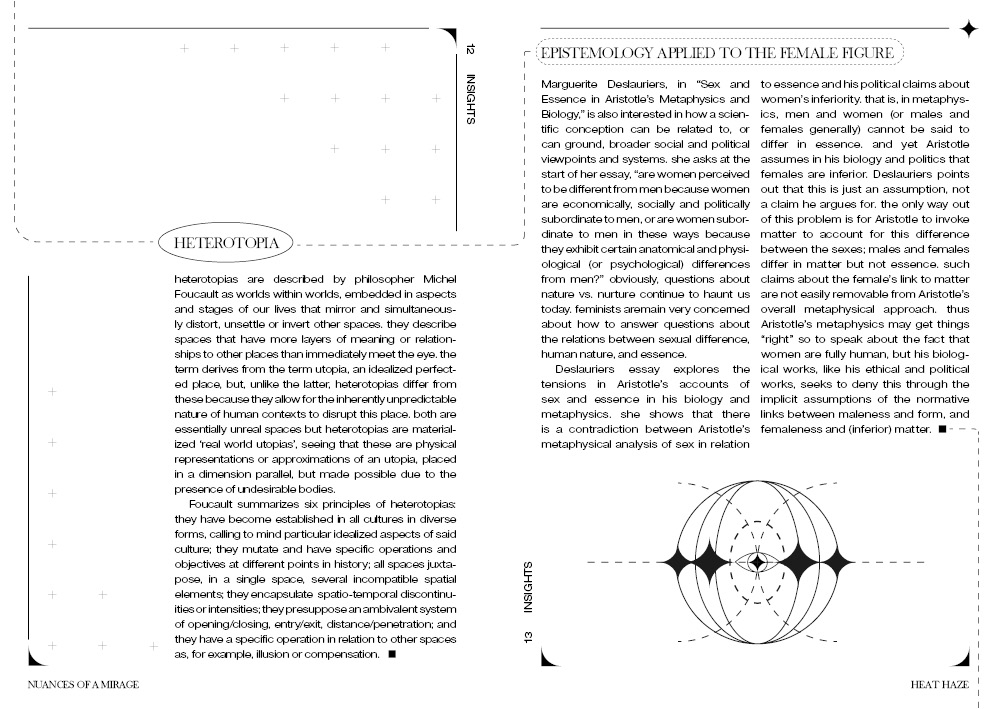 12 INSIGHTS
HETEROTOPIA
heterotopias are described by philosopher Michel
Foucault as worlds within worlds, embedded in aspects
and stages of our lives that mirror and simultaneous-
ly distort, unsettle or invert other spaces. they describe
spaces that have more layers of meaning or relation-
ships to other places than immediately meet the eye. the
term derives from the term utopia, an idealized perfect-
ed place, but, unlike the latter, heterotopias differ from
these because they allow for the inherently unpredictable
nature of human contexts to disrupt this place. both are
essentially unreal spaces but heterotopias are material-
ized ‘real world utopias’, seeing that these are physical
representations or approximations of an utopia, placed
in a dimension parallel, but made possible due to the
presence of undesirable bodies.
Foucault summarizes six principles of heterotopias:
they have become established in all cultures in diverse
forms, calling to mind particular idealized aspects of said
culture; they mutate and have specific operations and
objectives at different points in history; all spaces juxta-
pose, in a single space, several incompatible spatial
elements; they encapsulate spatio-temporal discontinu-
ities or intensities; they presuppose an ambivalent system
of opening/closing, entry/exit, distance/penetration; and
they have a specific operation in relation to other spaces
as, for example, illusion or compensation.
NUANCES OF A MIRAGE
EPISTEMOLOGY APPLIED TO THE FEMALE FIGURE
Marguerite Deslauriers, in “Sex and
Essence in Aristotle’s Metaphysics and
Biology,” is also interested in how a scien-
tific conception can be related to, or
can ground, broader social and political
viewpoints and systems. she asks at the
start of her essay, “are women perceived
to be different from men because women
are economically, socially and politically
subordinate to men, or are women subor-
dinate to men in these ways because
they exhibit certain anatomical and physi-
ological (or psychological) differences
from men?” obviously, questions about
nature vs. nurture continue to haunt us
today. feminists aremain very concerned
about how to answer questions about
the relations between sexual difference,
human nature, and essence.
Deslauriers essay explores the
tensions in Aristotle’s accounts of
sex and essence in his biology and
metaphysics. she shows that there
is a contradiction between Aristotle’s
metaphysical analysis of sex in relation
to essence and his political claims about
women’s inferiority. that is, in metaphys-
ics, men and women (or males and
females generally) cannot be said to
differ in essence. and yet Aristotle
assumes in his biology and politics that
females are inferior. Deslauriers points
out that this is just an assumption, not
a claim he argues for. the only way out
of this problem is for Aristotle to invoke
matter to account for this difference
between the sexes; males and females
differ in matter but not essence. such
claims about the female’s link to matter
are not easily removable from Aristotle’s
overall metaphysical approach. thus
Aristotle’s metaphysics may get things
“right” so to speak about the fact that
women are fully human, but his biolog-
ical works, like his ethical and political
works, seeks to deny this through the
implicit assumptions of the normative
links between maleness and form, and
femaleness and (inferior) matter.
13 INSIGHTS
HEAT HAZE